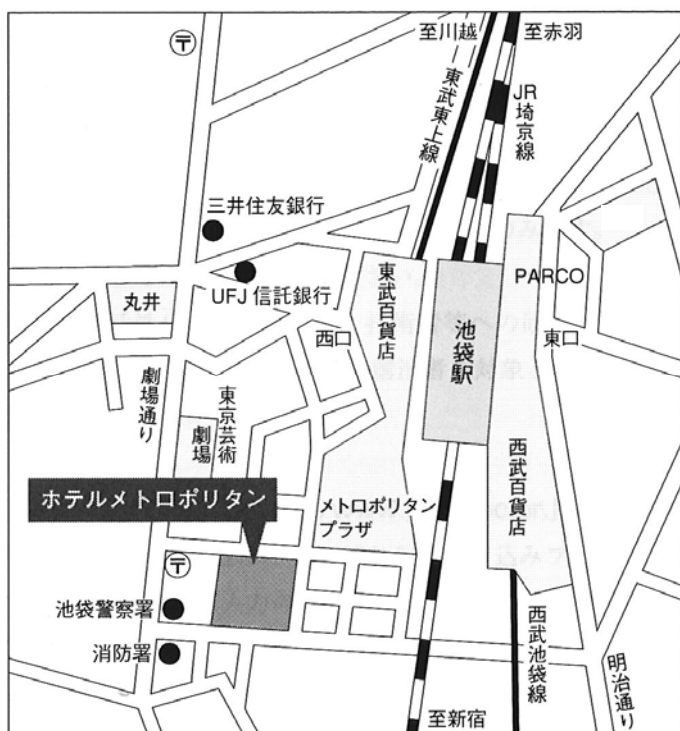 至川越
至赤羽
〒
東武東上線
JR埼京線
三井住友銀行
PARCO
丸井
UFJ信託銀行
東武百貨店
西口
池袋駅
東口
劇場通り
東京芸術
劇場
西武百貨店
ホテルメトロポリタン
メトロポリタン
プラザ
〒
池袋警察署
消防署
西武池袋線
明治通り
至新宿